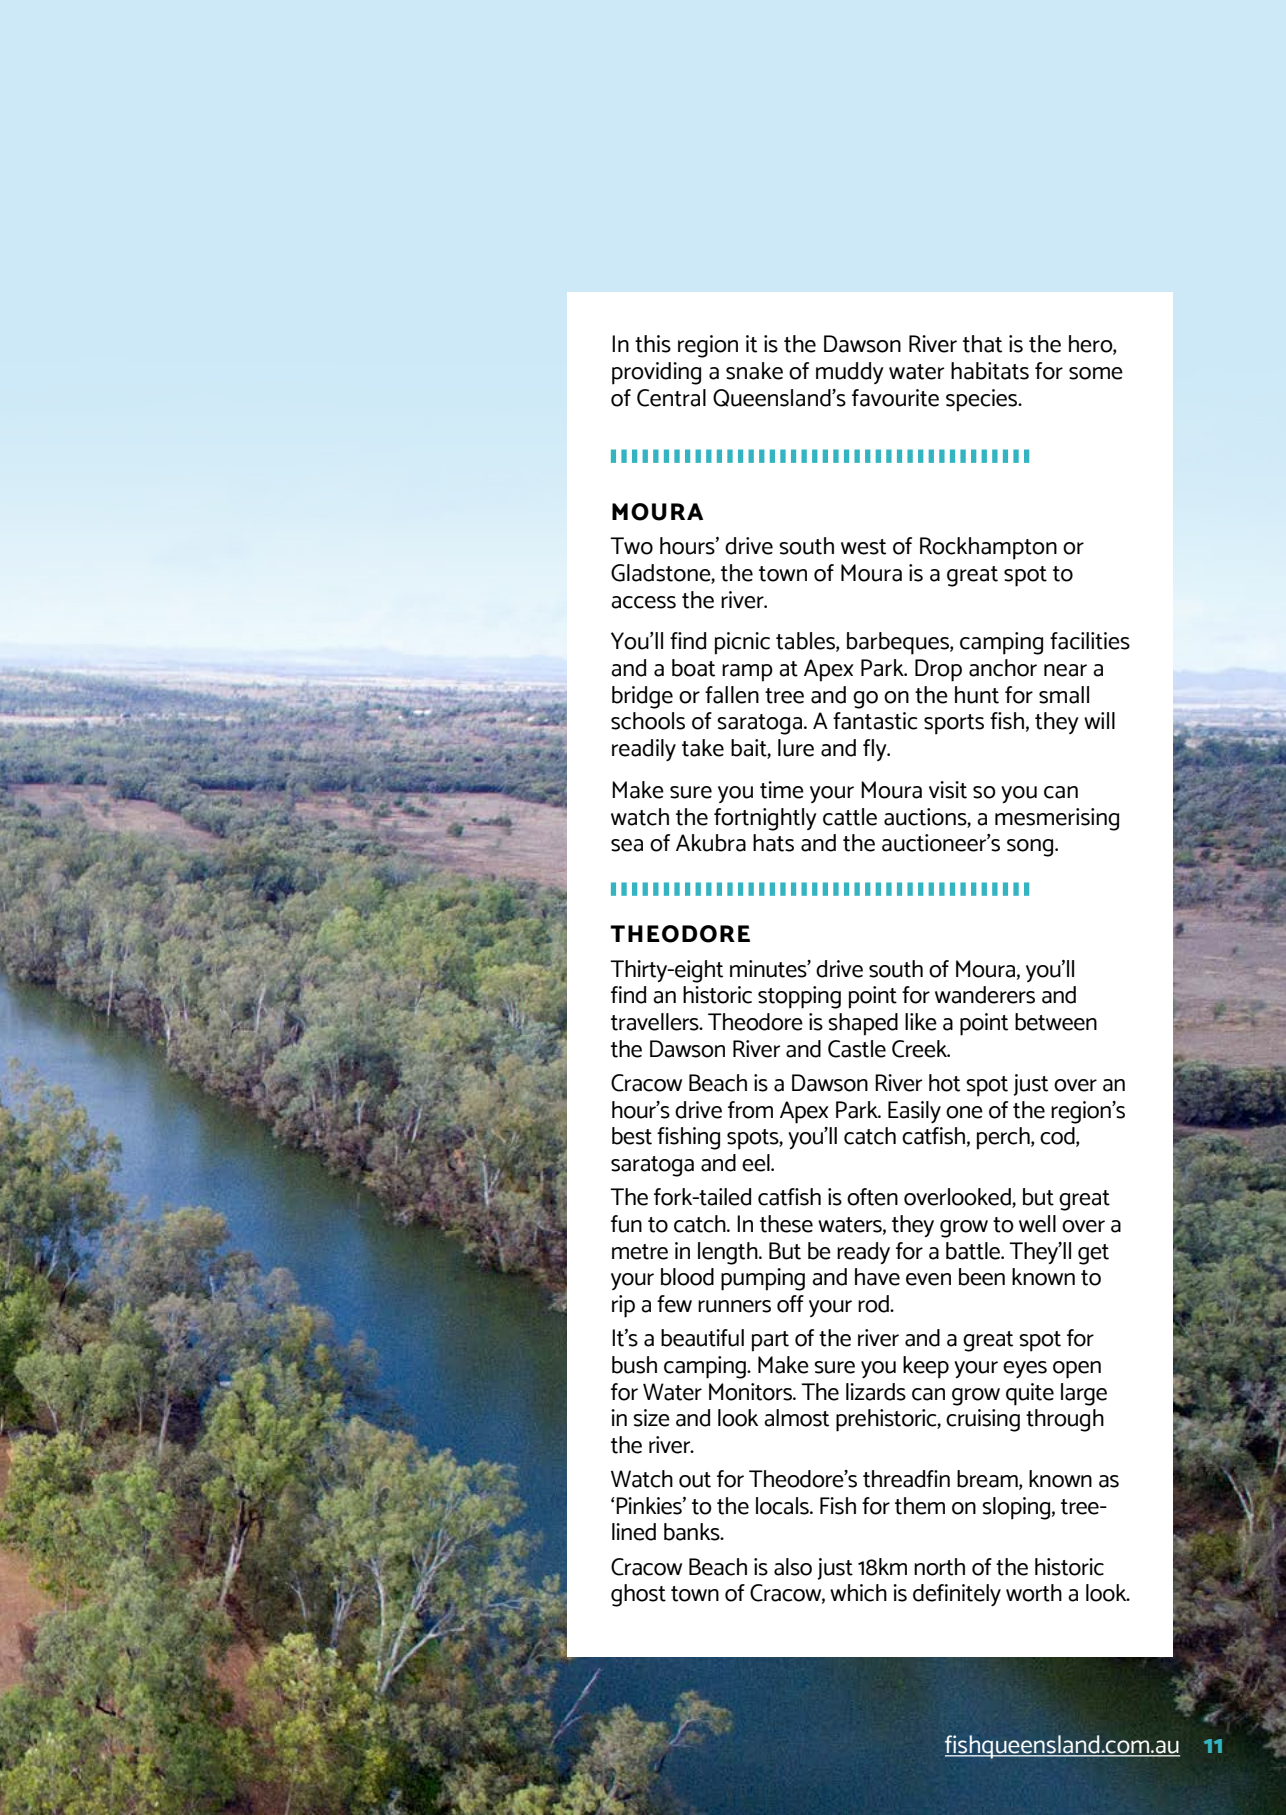 In this region it is the Dawson River that is the hero,
providing a snake of muddy water habitats for some
of Central Queensland's favourite species.
MOURA
Two hours' drive south west of Rockhampton or
Gladstone, the town of Moura is a great spot to
access the river.
You'll find picnic tables, barbeques, camping facilities
and a boat ramp at Apex Park. Drop anchor near a
bridge or fallen tree and go on the hunt for small
schools of saratoga. A fantastic sports fish, they will
readily take bait, lure and fly.
Make sure you time your Moura visit so you can
watch the fortnightly cattle auctions, a mesmerising
sea of Akubra hats and the auctioneer's song.
THEODORE
Thirty-eight minutes' drive south of Moura, you'll
find an historic stopping point for wanderers and
travellers. Theodore is shaped like a point between
the Dawson River and Castle Creek.
Cracow Beach is a Dawson River hot spot just over an
hour's drive from Apex Park. Easily one of the region's
best fishing spots, you'll catch catfish, perch, cod,
saratoga and eel.
The fork-tailed catfish is often overlooked, but great
fun to catch. In these waters, they grow to well over a
metre in length. But be ready for a battle. They'll get
your blood pumping and have even been known to
rip a few runners off your rod.
It's a beautiful part of the river and a great spot for
bush camping. Make sure you keep your eyes open
for Water Monitors. The lizards can grow quite large
in size and look almost prehistoric, cruising through
the river.
Watch out for Theodore's threadfin bream, known as
'Pinkies' to the locals. Fish for them on sloping, tree-
lined banks.
Cracow Beach is also just 18km north of the historic
ghost town of Cracow, which is definitely worth a look.
fishqueensland.com.au 11